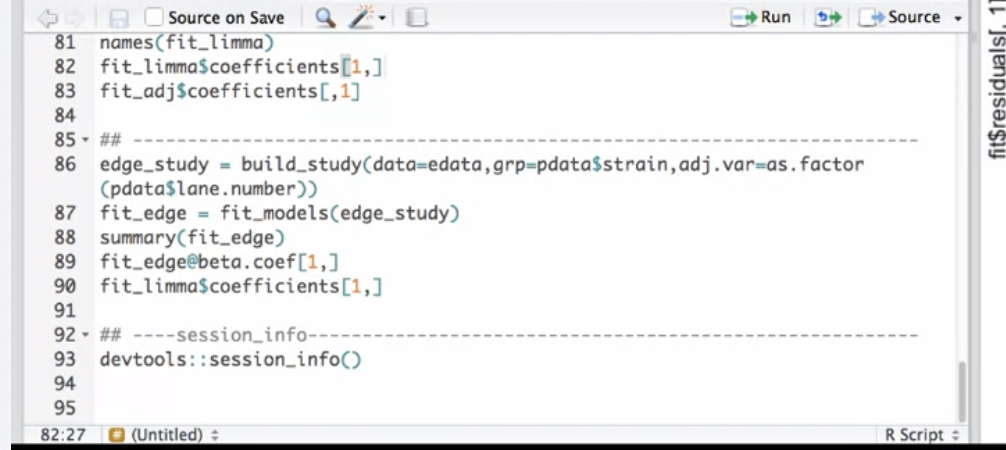 Source on Save
Run
Source
81 names(fit_limma)
82 fit_limma$coefficients[1,]
83 fit_adj$coefficients[,1]
84
85 ## --------------------------------------------------------------------------
86 edge_study = build_study(data=edata,grp=pdata$strain,adj.var=as.factor
(pdata$lane.number))
87 fit_edge = fit_models(edge_study)
88 summary(fit_edge)
89 fit_edge@beta.coef[1,]
90 fit_limma$coefficients[1,]
91
92 ## ----session_info--------------------------------------------------------
93 devtools::session_info()
94
95
82:27 # (Untitled)
R Script
fit$residuals[, 1]